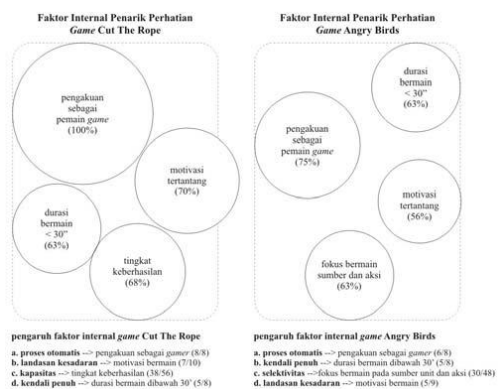 Faktor Internal Penarik Perhatian
Game Cut The Rope
pengakuan
sebagai
pemain game
(100%)
motivasi
tertantang
(70%)
durasi
bermain
< 30"
(63%)
tingkat
keberhasilan
(68%)
pengaruh faktor internal game Cut The Rope
a. proses otomatis --> pengakuan sebagai gamer (8/8)
b. landasan kesadaran --> motivasi bermain (7/10)
c. kapasitas --> tingkat keberhasilan (38/56)
d. kendali penuh --> durasi bermain dibawah 30' (5/8)
Faktor Internal Penarik Perhatian
Game Angry Birds
durasi
bermain
< 30"
(63%)
pengakuan
sebagai
pemain game
(75%)
motivasi
tertantang
(56%)
fokus bermain
sumber dan aksi
(63%)
pengaruh faktor internal game Angry Birds
a. proses otomatis --> pengakuan sebagai gamer (6/8)
b. kendali penuh --> durasi bermain dibawah 30' (5/8)
c. selektivitas -->fokus bermain pada sumber unit dan aksi (30/48)
d. landasan kesadaran --> motivasi bermain (5/9)